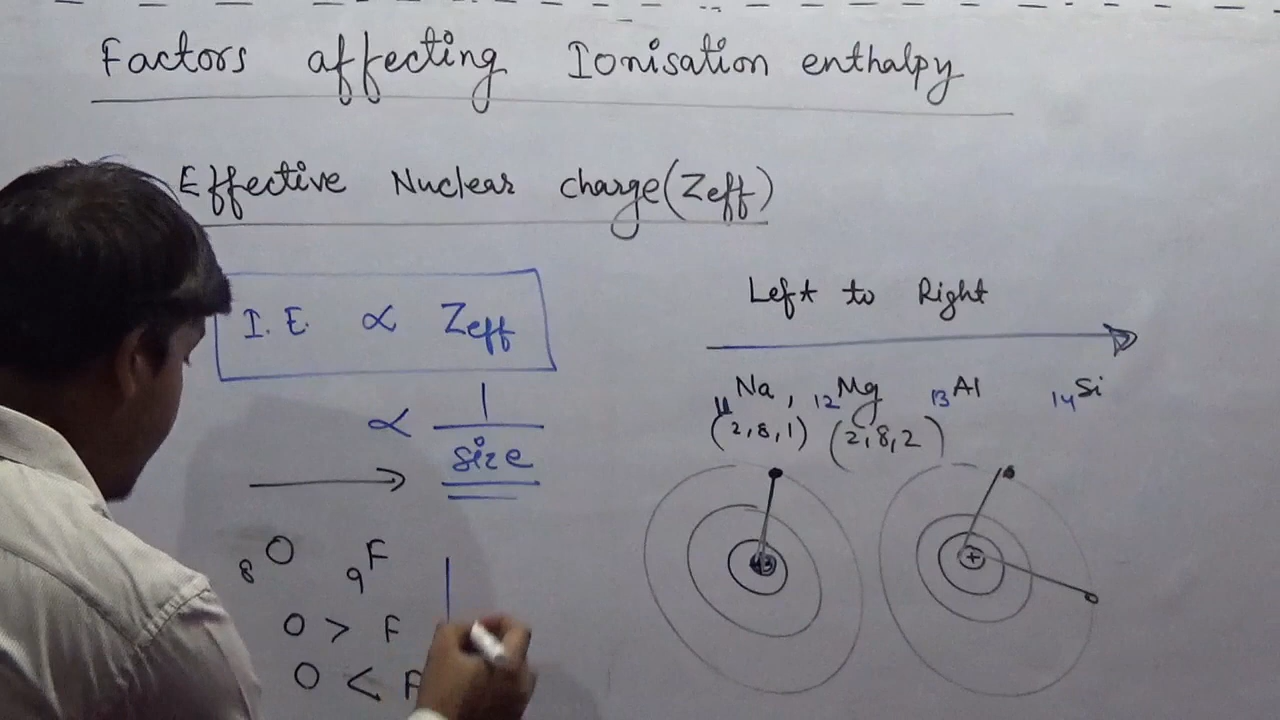 Factors affecting Ionisation enthalpy
Effective Nuclear charge (Zeff)
I.E. ∝ Zeff
∝ 1
size
8O 9F
O > F
O < F
Left to Right
11Na, 12Mg 13Al 14Si
(2,8,1) (2,8,2)
+